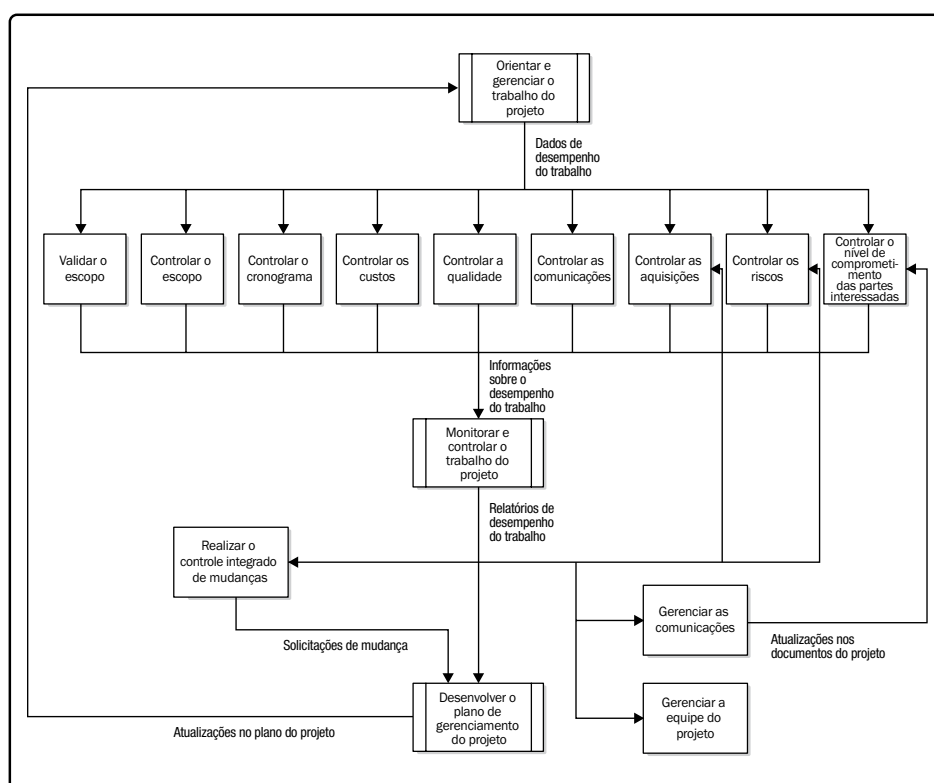 Orientar e
gerenciar o
trabalho do
projeto
Dados de
desempenho
do trabalho
Validar o
escopo
Controlar o
escopo
Controlar o
cronograma
Controlar os
custos
Controlar a
qualidade
Controlar as
comunicações
Controlar as
aquisições
Controlar os
riscos
Controlar o
nível de
comprometi-
mento
das partes
interessadas
Informações
sobre o
desempenho
do trabalho
Monitorar e
controlar o
trabalho do
projeto
Relatórios de
desempenho
do trabalho
Realizar o
controle integrado
de mudanças
Gerenciar as
comunicações
Solicitações de mudança
Atualizações nos
documentos do projeto
Desenvolver o
plano de
gerenciamento
do projeto
Gerenciar a
equipe do
projeto
Atualizações no plano do projeto